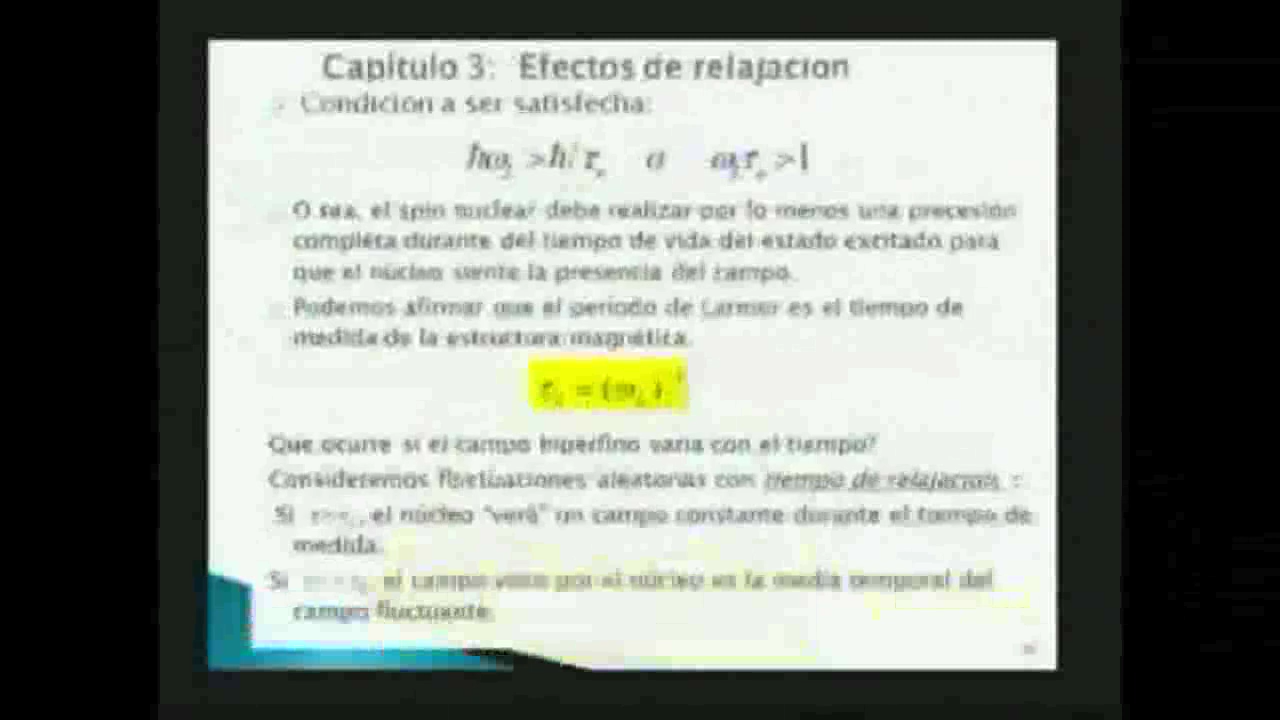 Capítulo 3: Efectos de relajacion
Condicion a ser satisfecha:
O sea, el spin nuclear debe realizar por lo menos una precesión
completa durante del tiempo de vida del estado excitado para
que el núcleo siente la presencia del campo.
Podemos afirmar que el periodo de Larmor es el tiempo de
medida de la estructura magnética.
Que ocurre si el campo hiperfino varia con el tiempo?
Consideremos fluctuaciones aleatorias con tiempo de relajacion
Si , el núcleo "verá" un campo constante durante el tiempo de
medida.
Si el campo visto por el núcleo es la media temporal del
campo fluctuante.